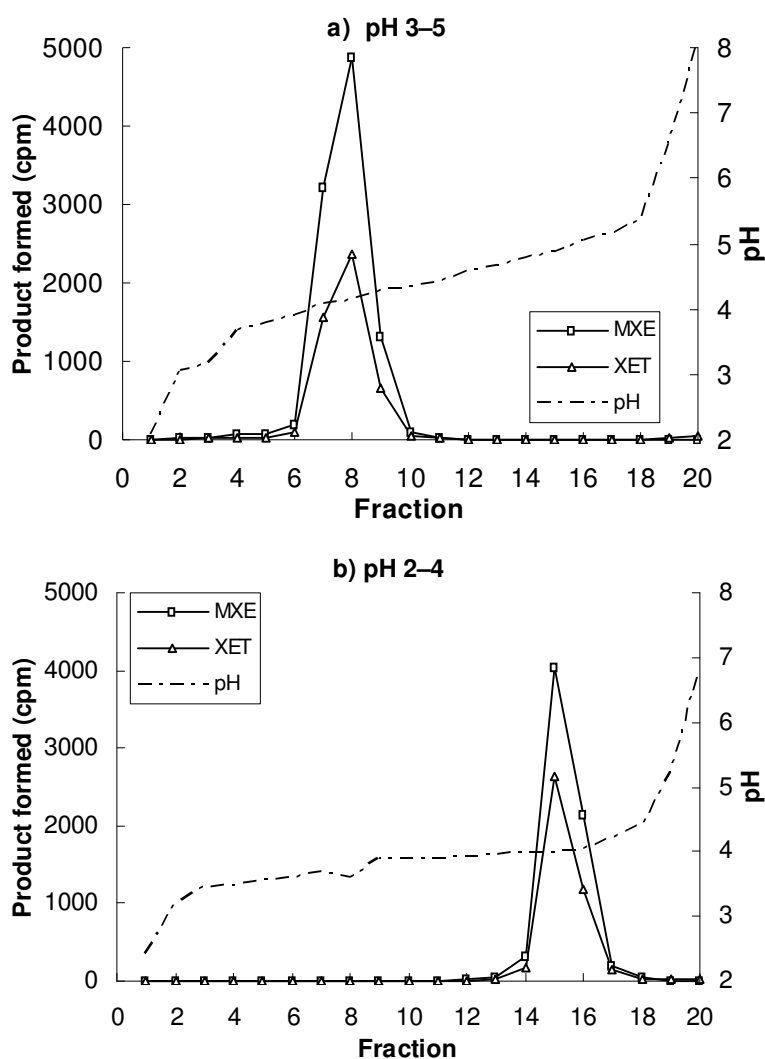 a) pH 3–5
5000
4000
3000
2000
1000
0
Product formed (cpm)
8
7
6
5
4
3
2
pH
MXE
XET
pH
0 2 4 6 8 10 12 14 16 18 20
Fraction
b) pH 2–4
5000
4000
3000
2000
1000
0
Product formed (cpm)
MXE
XET
pH
8
7
6
5
4
3
2
pH
0 2 4 6 8 10 12 14 16 18 20
Fraction